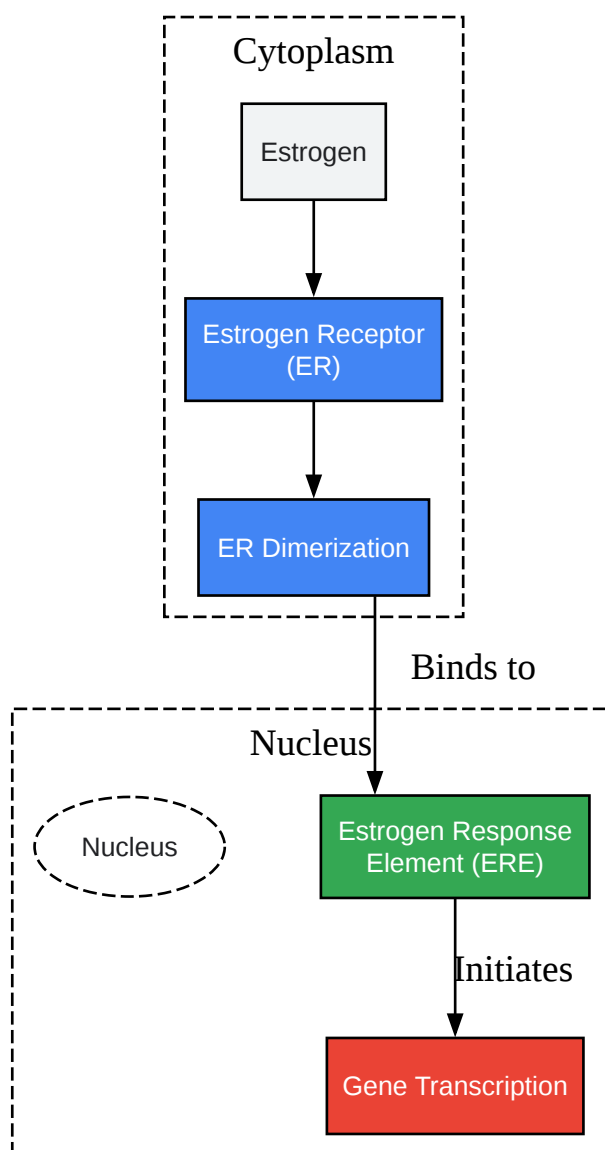 Cytoplasm
Estrogen
Estrogen Receptor
(ER)
ER Dimerization
Binds to
Nucleus
Nucleus
Estrogen Response
Element (ERE)
Initiates
Gene Transcription